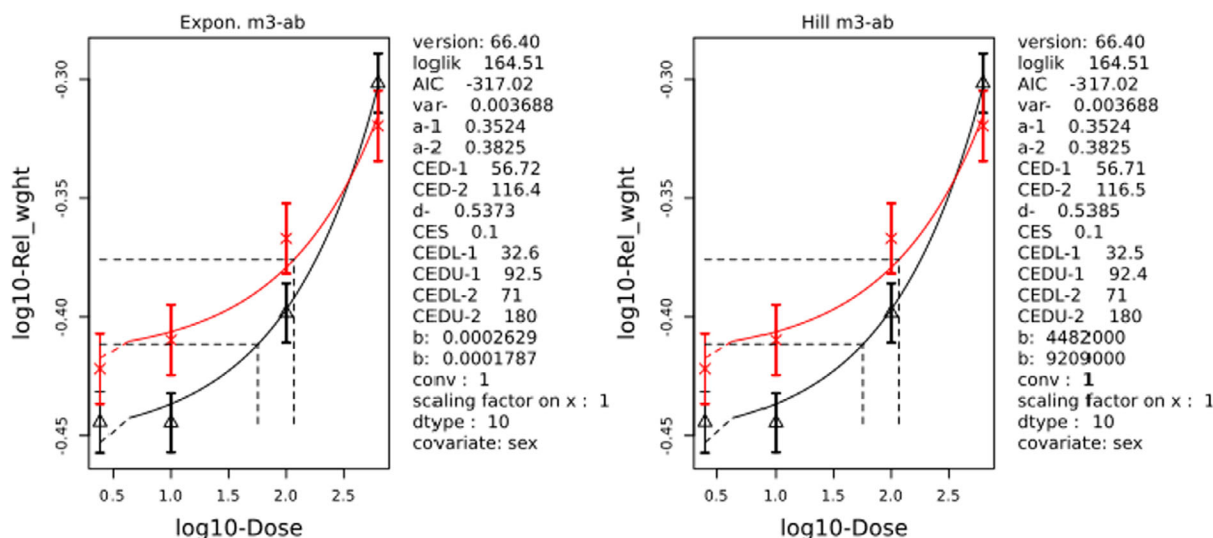 Expon. m3-ab
log10-Rel_wght
-0.30
-0.35
-0.40
-0.45
0.5 1.0 1.5 2.0 2.5
log10-Dose
version: 66.40
loglik 164.51
AIC -317.02
var- 0.003688
a-1 0.3524
a-2 0.3825
CED-1 56.72
CED-2 116.4
d- 0.5373
CES 0.1
CEDL-1 32.6
CEDU-1 92.5
CEDL-2 71
CEDU-2 180
b: 0.0002629
b: 0.0001787
conv : 1
scaling factor on x : 1
dtype : 10
covariate: sex
Hill m3-ab
log10-Rel_wght
-0.30
-0.35
-0.40
-0.45
0.5 1.0 1.5 2.0 2.5
log10-Dose
version: 66.40
loglik 164.51
AIC -317.02
var- 0.003688
a-1 0.3524
a-2 0.3825
CED-1 56.71
CED-2 116.5
d- 0.5385
CES 0.1
CEDL-1 32.5
CEDU-1 92.4
CEDL-2 71
CEDU-2 180
b: 4482000
b: 9209000
conv : 1
scaling factor on x : 1
dtype : 10
covariate: sex